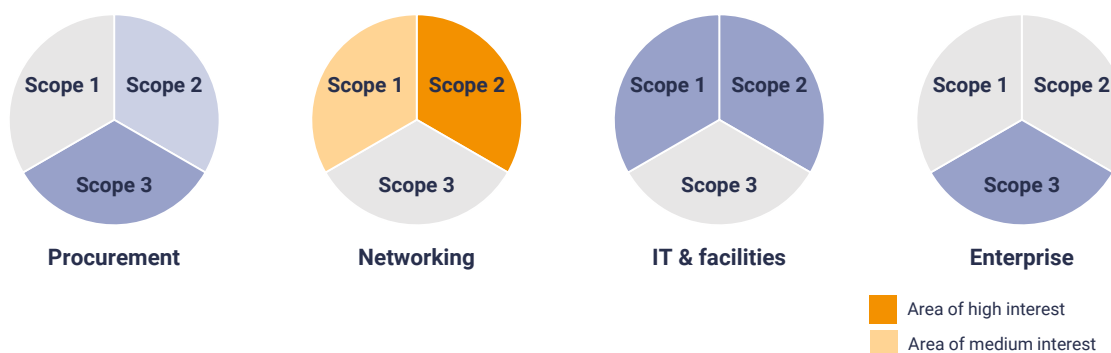 Scope 1
Scope 2
Scope 3
Procurement
Scope 1
Scope 2
Scope 3
Networking
Scope 1
Scope 2
Scope 3
IT & facilities
Scope 1
Scope 2
Scope 3
Enterprise
Area of high interest
Area of medium interest